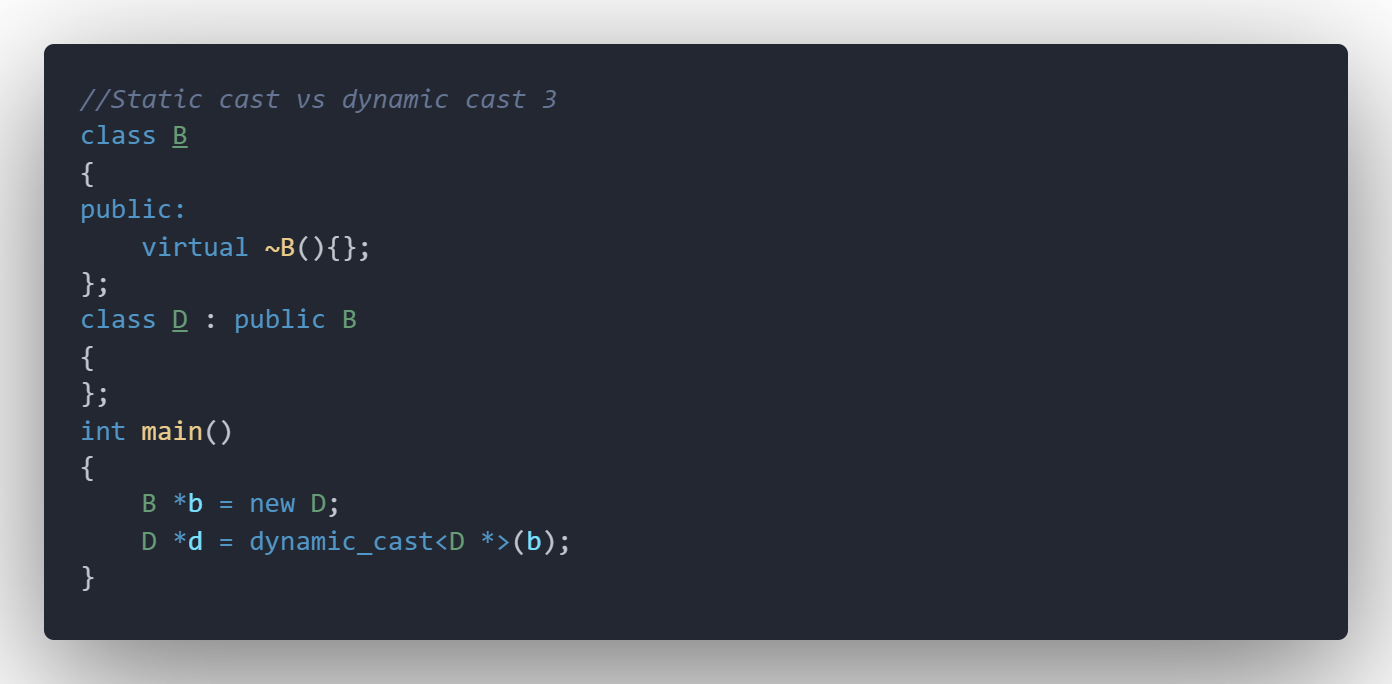 //Static cast vs dynamic cast 3
class B
{
public:
    virtual ~B(){};
};
class D : public B
{
};
int main()
{
    B *b = new D;
    D *d = dynamic_cast<D *>(b);
}